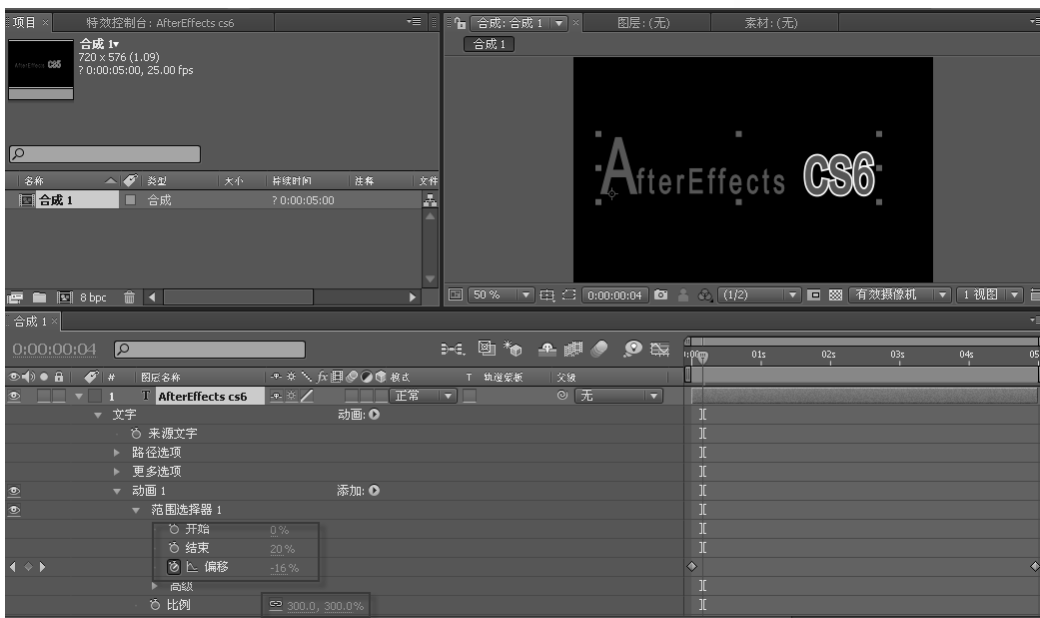 项目 × 特效控制台: AfterEffects cs6
合成: 合成 1 图层: (无) 素材: (无)
合成 1
合成 1▾
720 x 576 (1.09)
? 0:00:05:00, 25.00 fps
AfterEffects CS6
名称 类型 大小 持续时间 注释 文件
合成 1 合成 ? 0:00:05:00
8 bpc
50 % 0:00:00:04 (1/2) 有效摄像机 1 视图
合成 1 ×
0:00:00:04
01s 02s 03s 04s 05
# 图层名称 模式 T 轨道蒙板 父级
1 T AfterEffects cs6 正常 无
文字 动画:
来源文字
路径选项
更多选项
动画 1 添加:
范围选择器 1
开始 0 %
结束 20 %
偏移 -16 %
高级
比例 300.0, 300.0%